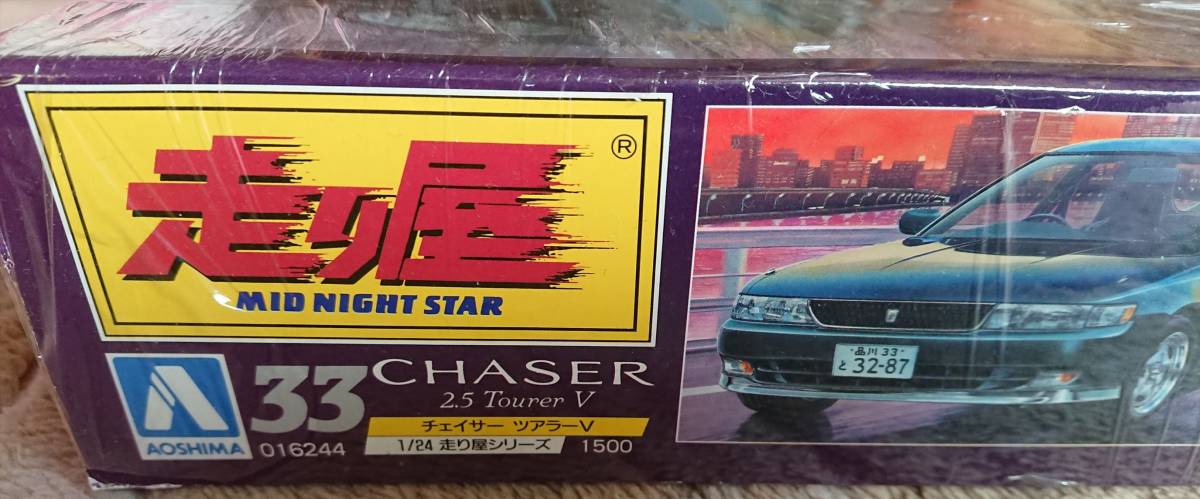 走り屋®
MID NIGHT STAR
AOSHIMA
33
016244
CHASER
2.5 Tourer V
チェイサー ツアラーV
1/24 走り屋シリーズ 1500
品川 33
と 32-87